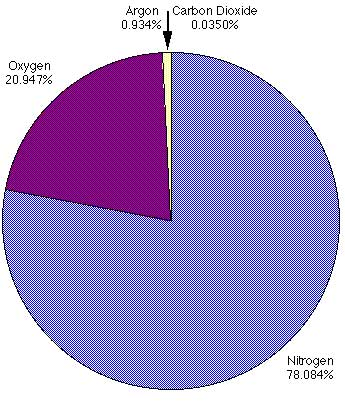 Argon
0.934%
Carbon Dioxide
0.0350%
Oxygen
20.947%
Nitrogen
78.084%